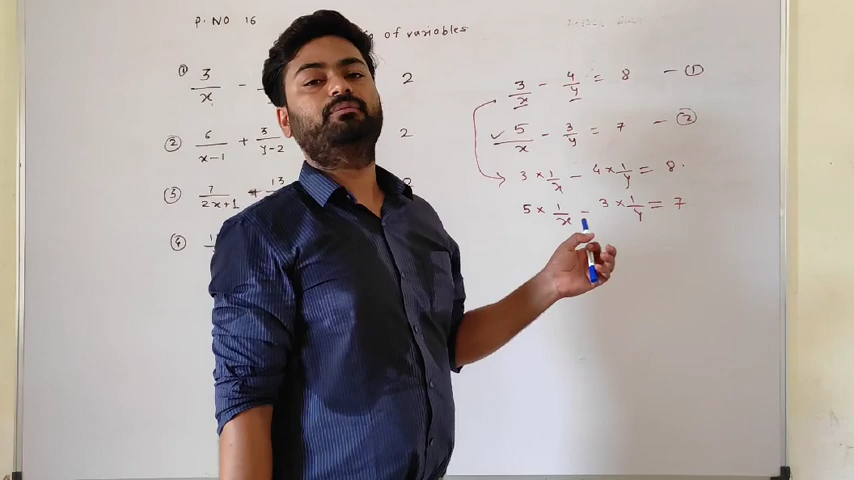 P. NO 16
of variables
① 3/x - 2
② 6/(x-1) + 3/(y-2) 2
③ 7/(2x+1) + 13
④ 1
3/x - 4/y = 8 - ①
✓ 5/x - 3/y = 7 - ②
3 × 1/x - 4 × 1/y = 8
5 × 1/x - 3 × 1/y = 7